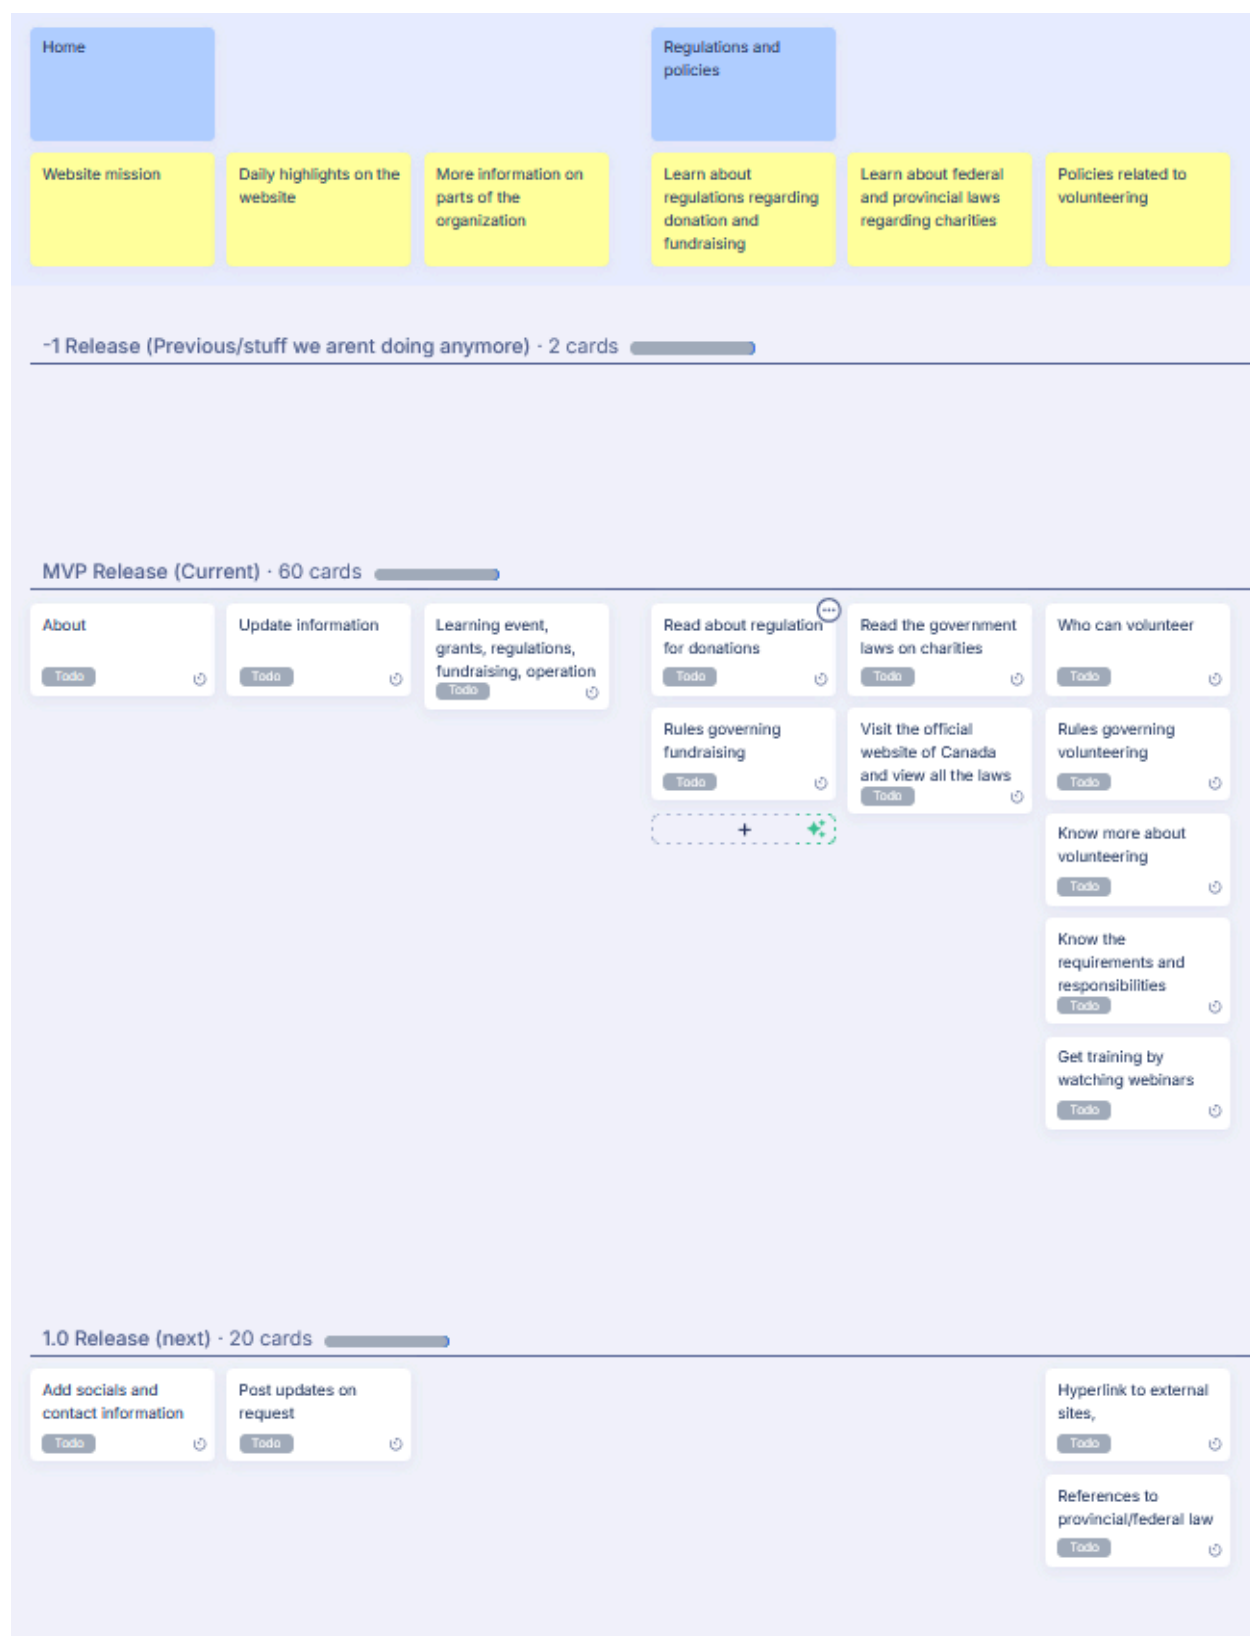 Home
Regulations and
policies
Website mission
Daily highlights on the
website
More information on
parts of the
organization
Learn about
regulations regarding
donation and
fundraising
Learn about federal
and provincial laws
regarding charities
Policies related to
volunteering
-1 Release (Previous/stuff we arent doing anymore) · 2 cards
MVP Release (Current) · 60 cards
About
Todo
Update information
Todo
Learning event,
grants, regulations,
fundraising, operation
Todo
Read about regulation
for donations
Todo
Read the government
laws on charities
Todo
Who can volunteer
Todo
Rules governing
fundraising
Todo
Visit the official
website of Canada
and view all the laws
Todo
Rules governing
volunteering
Todo
+
Know more about
volunteering
Todo
Know the
requirements and
responsibilities
Todo
Get training by
watching webinars
Todo
1.0 Release (next) · 20 cards
Add socials and
contact information
Todo
Post updates on
request
Todo
Hyperlink to external
sites,
Todo
References to
provincial/federal law
Todo